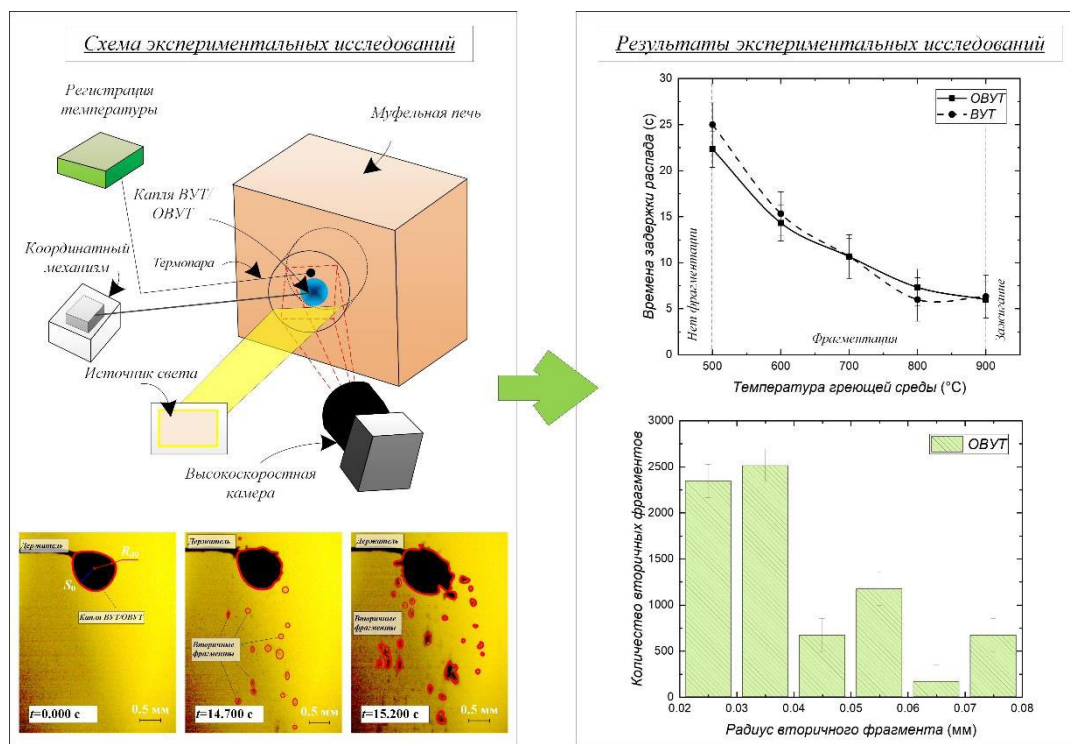 Схема экспериментальных исследований
Регистрация
температуры
Муфельная печь
Капля ВУТ/
ОВУТ
Координатный
механизм
Термопара
Источник света
Высокоскоростная
камера
Держатель
R_d0
S_0
Капля ВУТ/ОВУТ
t=0.000 с
0.5 мм
Держатель
Вторичные
фрагменты
t=14.700 с
0.5 мм
Держатель
Вторичные
фрагменты
t=15.200 с
0.5 мм
Результаты экспериментальных исследований
Времена задержки распада (с)
30
25
20
15
10
5
0
ОВУТ
ВУТ
Нет фрагментации
Фрагментация
Зажигание
500 600 700 800 900
Температура греющей среды (°C)
Количество вторичных фрагментов
3000
2500
2000
1500
1000
500
0
ОВУТ
0.02 0.03 0.04 0.05 0.06 0.07 0.08
Радиус вторичного фрагмента (мм)